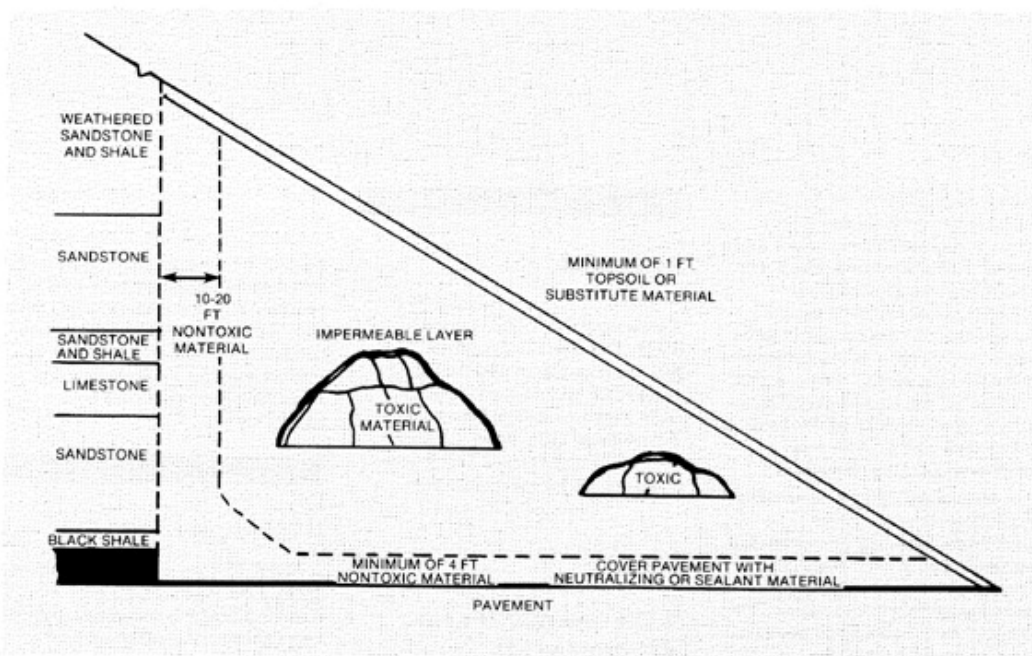 WEATHERED
SANDSTONE
AND SHALE
SANDSTONE
10-20
FT
NONTOXIC
MATERIAL
SANDSTONE
AND SHALE
LIMESTONE
SANDSTONE
BLACK SHALE
MINIMUM OF 1 FT.
TOPSOIL OR
SUBSTITUTE MATERIAL
IMPERMEABLE LAYER
TOXIC
MATERIAL
TOXIC
MINIMUM OF 4 FT
NONTOXIC MATERIAL
COVER PAVEMENT WITH
NEUTRALIZING OR SEALANT MATERIAL
PAVEMENT